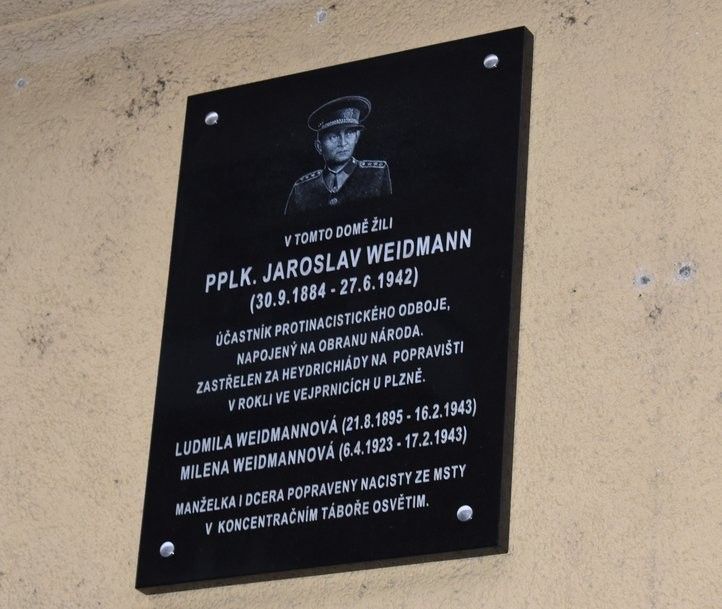 V TOMTO DOMĚ ŽILI
PPLK. JAROSLAV WEIDMANN
(30.9.1884 - 27.6.1942)
ÚČASTNÍK PROTINACISTICKÉHO ODBOJE,
NAPOJENÝ NA OBRANU NÁRODA.
ZASTŘELEN ZA HEYDRICHIÁDY NA POPRAVIŠTI
V ROKLI VE VEJPRNICÍCH U PLZNĚ.
LUDMILA WEIDMANNOVÁ (21.8.1895 - 16.2.1943)
MILENA WEIDMANNOVÁ (6.4.1923 - 17.2.1943)
MANŽELKA I DCERA POPRAVENY NACISTY ZE MSTY
V KONCENTRAČNÍM TÁBOŘE OSVĚTIM.